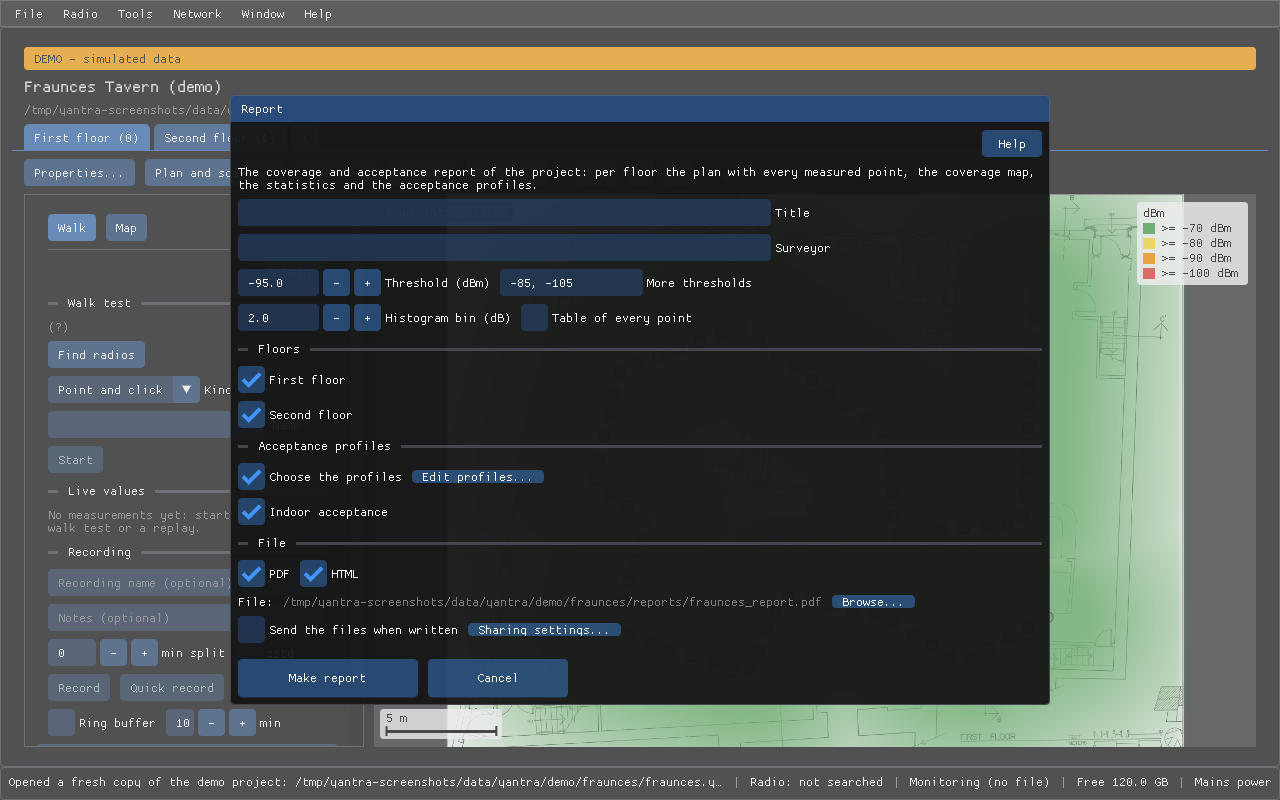 File Radio Tools Network Window Help
DEMO - simulated data
Fraunces Tavern (demo)
/tmp/yantra-screenshots/data/
First floor (0) Second flo
Properties... Plan and sc
Walk Map
Walk test
(?)
Find radios
Point and click Kind
Start
Live values
No measurements yet: start
walk test or a replay.
Recording
Recording name (optional)
Notes (optional)
0 - + min split
Record Quick record
Ring buffer 10 - + min
Report
Help
The coverage and acceptance report of the project: per floor the plan with every measured point, the coverage map,
the statistics and the acceptance profiles.
Title
Surveyor
-95.0 - + Threshold (dBm) -85, -105 More thresholds
2.0 - + Histogram bin (dB) Table of every point
Floors
First floor
Second floor
Acceptance profiles
Choose the profiles Edit profiles...
Indoor acceptance
File
PDF HTML
File: /tmp/yantra-screenshots/data/yantra/demo/fraunces/reports/fraunces_report.pdf Browse...
Send the files when written Sharing settings...
Make report Cancel
dBm
>= -70 dBm
>= -80 dBm
>= -90 dBm
>= -100 dBm
5 m
FIRST FLOOR
Opened a fresh copy of the demo project: /tmp/yantra-screenshots/data/yantra/demo/fraunces/fraunces.y… | Radio: not searched | Monitoring (no file) | Free 120.0 GB | Mains power